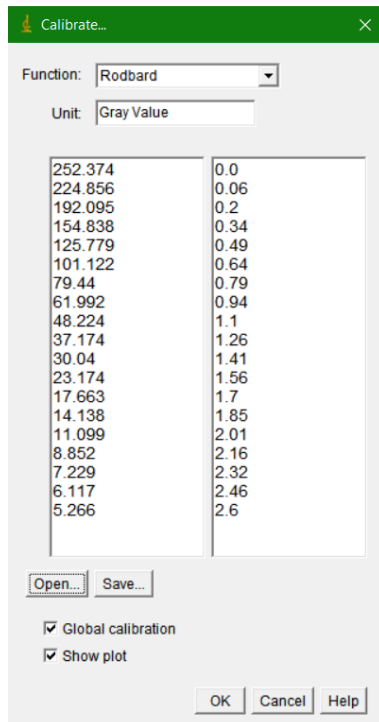 Calibrate...
Function: Rodbard
Unit: Gray Value
252.374 0.0
224.856 0.06
192.095 0.2
154.838 0.34
125.779 0.49
101.122 0.64
79.44 0.79
61.992 0.94
48.224 1.1
37.174 1.26
30.04 1.41
23.174 1.56
17.663 1.7
14.138 1.85
11.099 2.01
8.852 2.16
7.229 2.32
6.117 2.46
5.266 2.6
Open... Save...
Global calibration
Show plot
OK Cancel Help